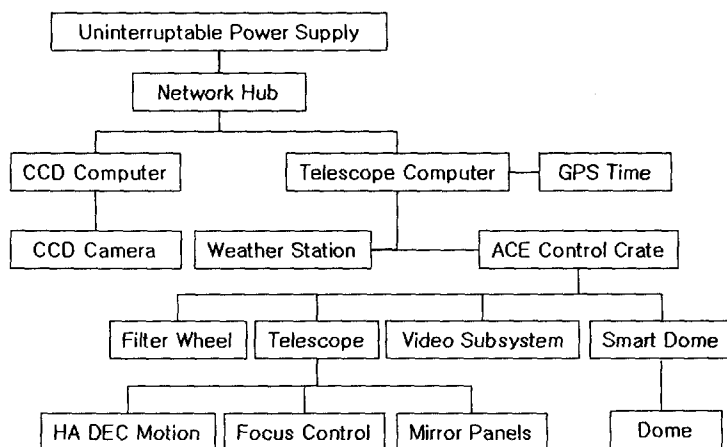 Uninterruptable Power Supply
Network Hub
CCD Computer
Telescope Computer
GPS Time
CCD Camera
Weather Station
ACE Control Crate
Filter Wheel
Telescope
Video Subsystem
Smart Dome
HA DEC Motion
Focus Control
Mirror Panels
Dome